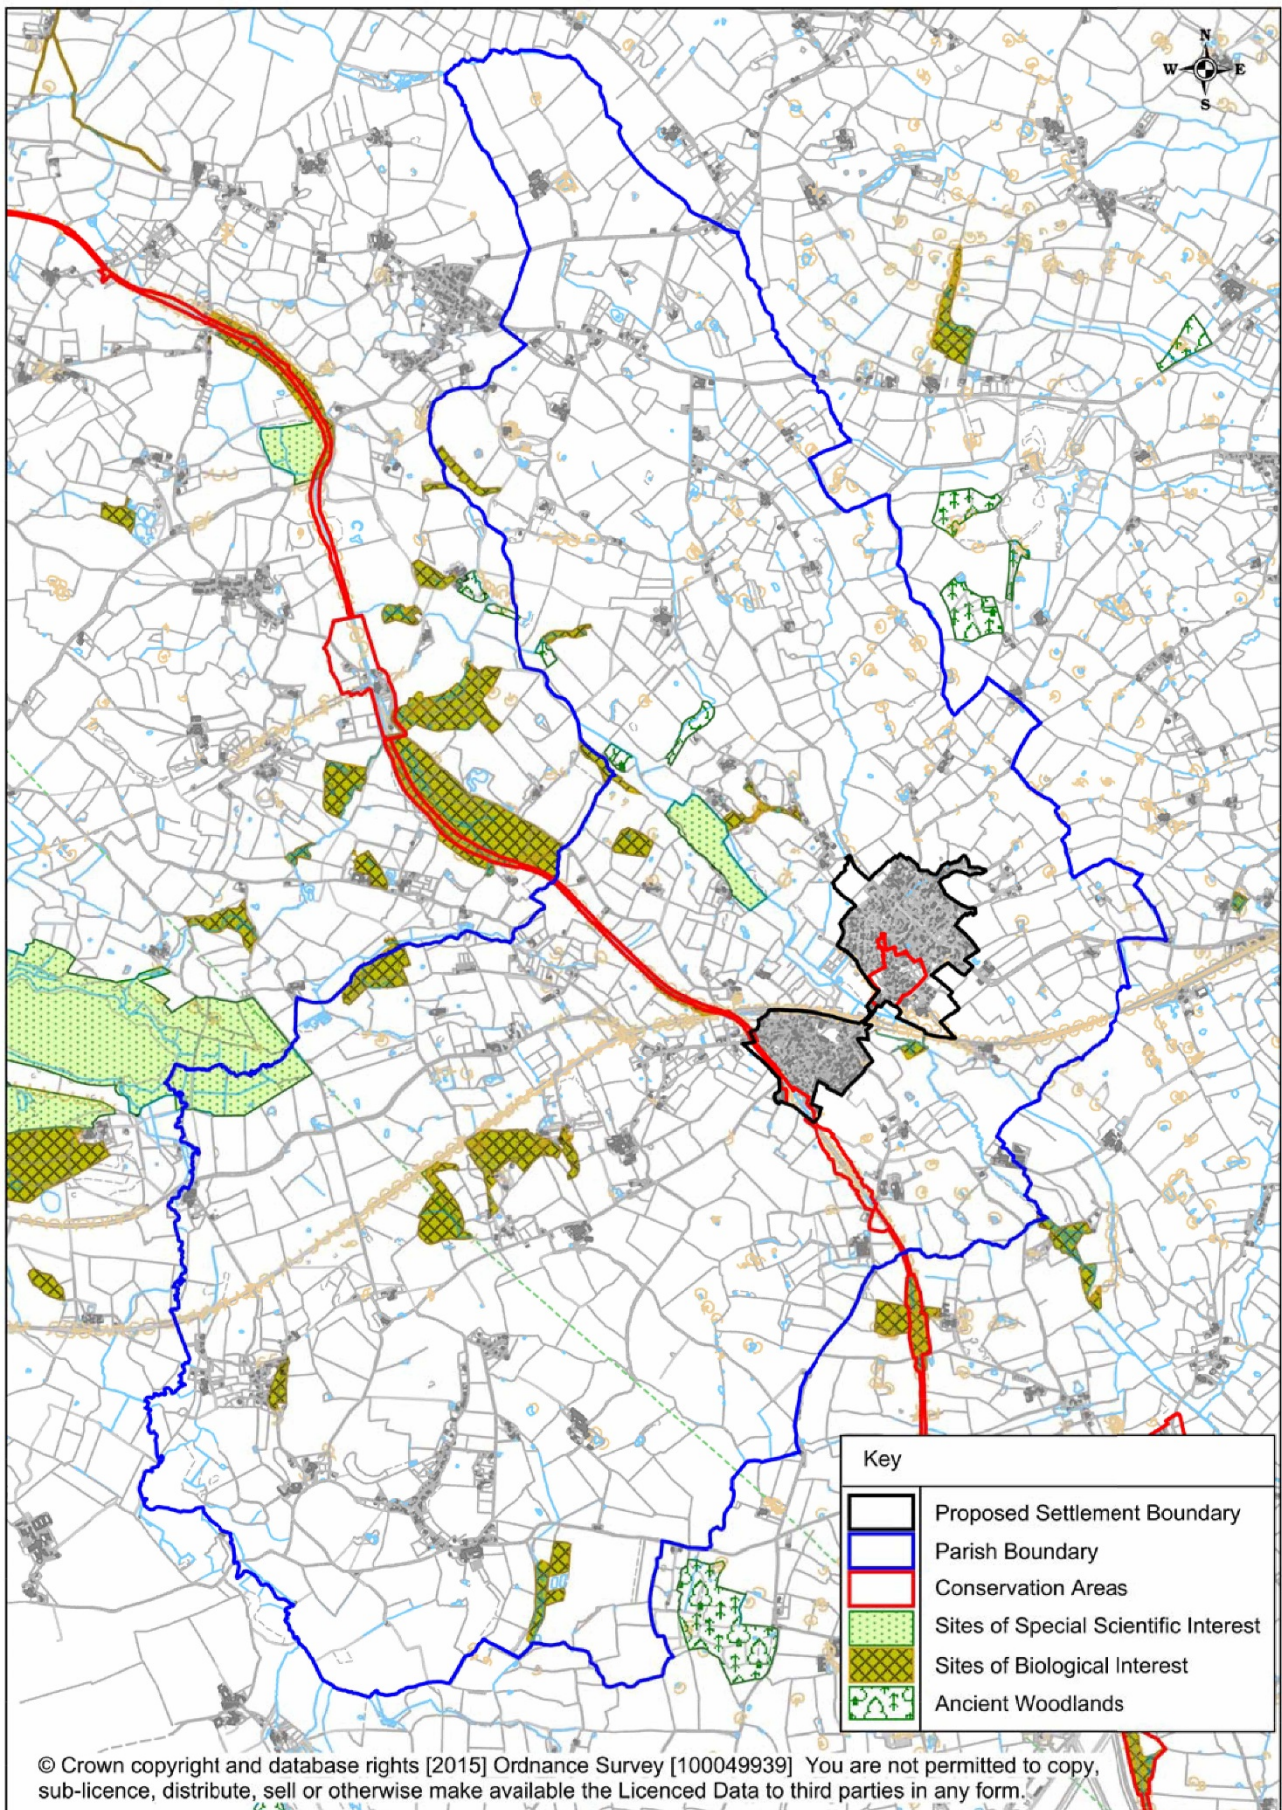 N
W E
S
Key
Proposed Settlement Boundary
Parish Boundary
Conservation Areas
Sites of Special Scientific Interest
Sites of Biological Interest
Ancient Woodlands
© Crown copyright and database rights [2015] Ordnance Survey [100049939]  You are not permitted to copy,
sub-licence, distribute, sell or otherwise make available the Licenced Data to third parties in any form.